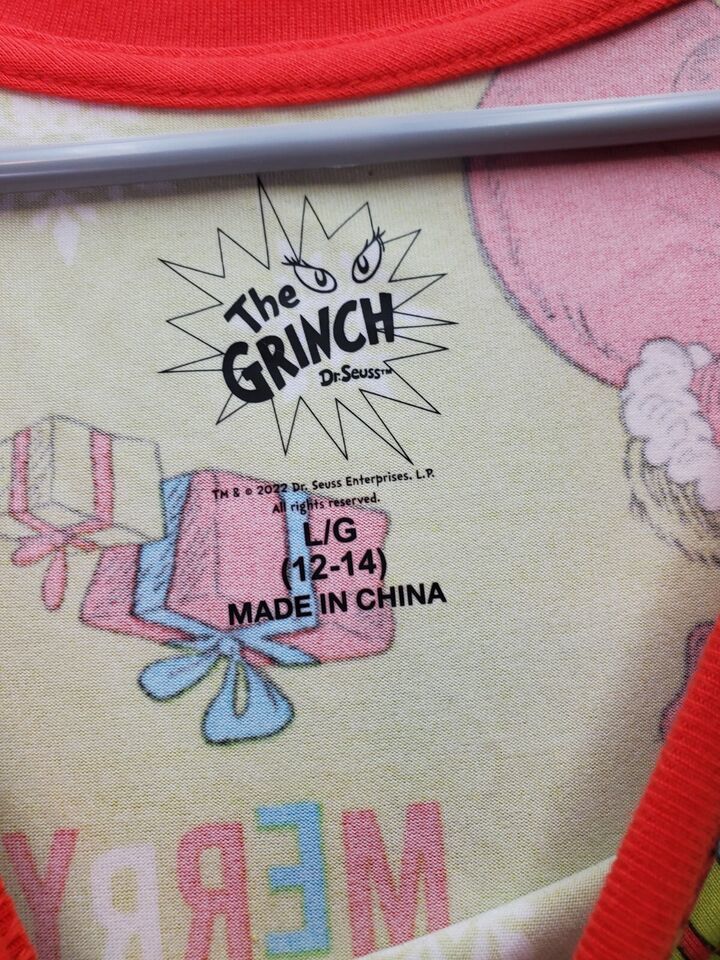 The
GRINCH
Dr. Seuss™
TM & © 2022 Dr. Seuss Enterprises, L.P.
All rights reserved.
L/G
(12-14)
MADE IN CHINA
MERRY